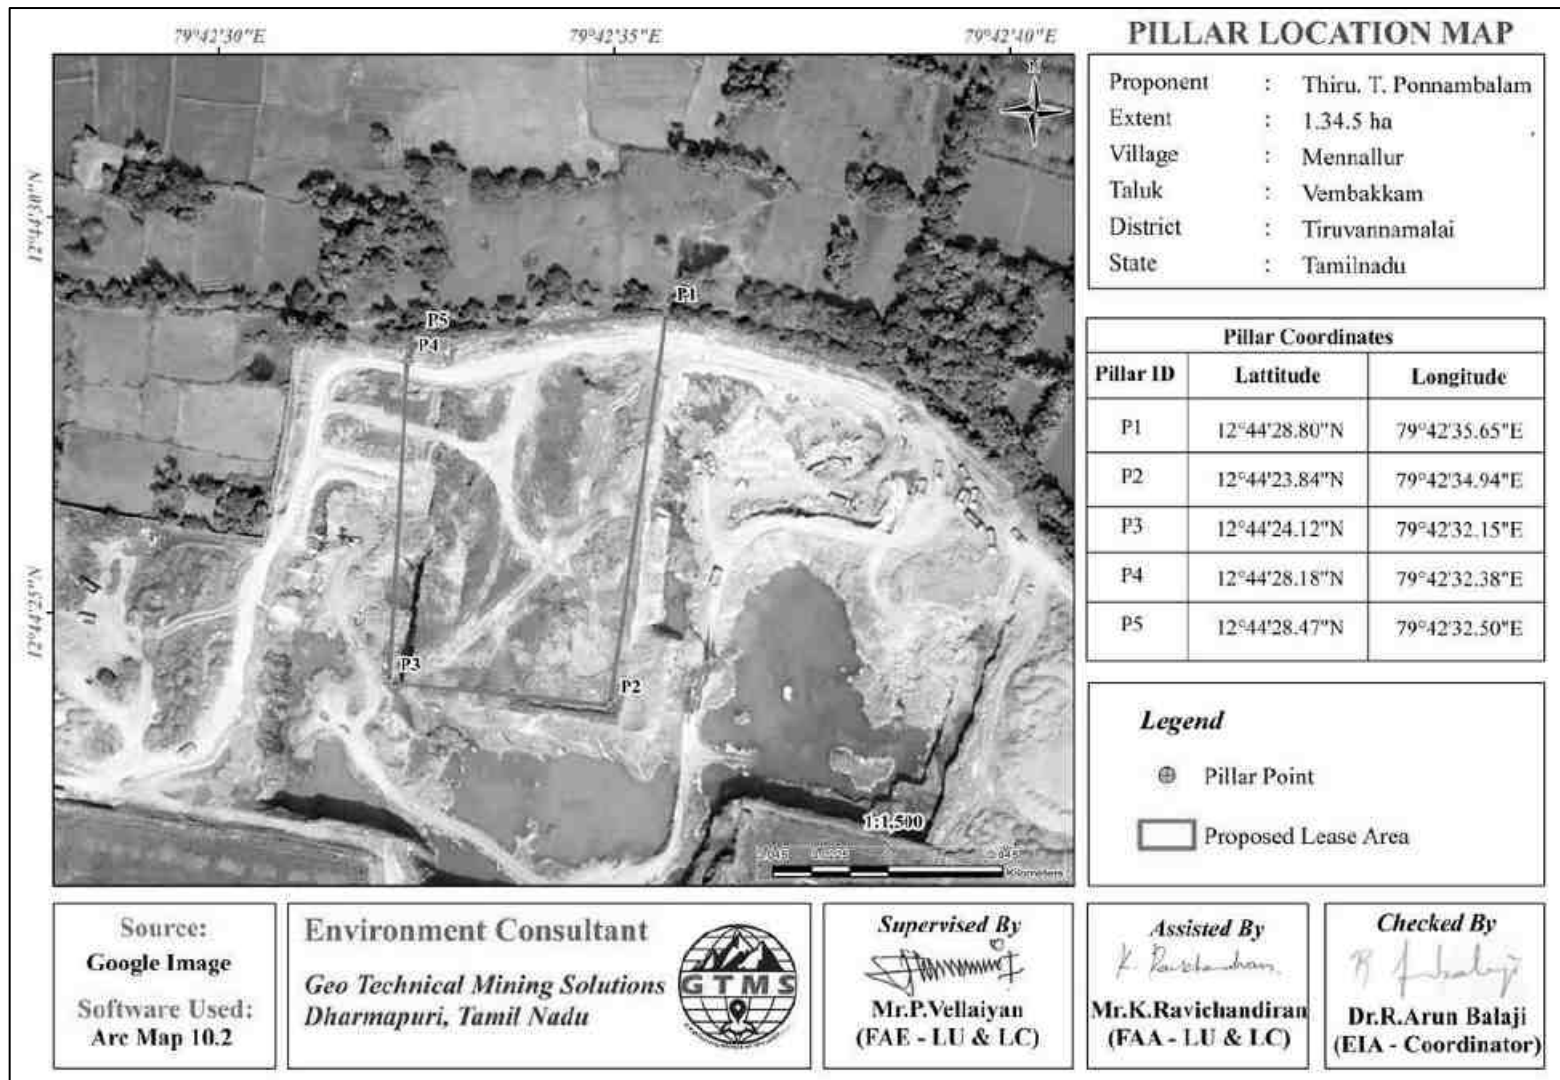 79°42'30"E 79°42'35"E 79°42'40"E
12°44'30"N
12°44'25"N
N
P1
P5
P4
P3
P2
1:1,500
Kilometers
PILLAR LOCATION MAP
Proponent : Thiru. T. Ponnambalam
Extent : 1.34.5 ha
Village : Mennallur
Taluk : Vembakkam
District : Tiruvannamalai
State : Tamilnadu
Pillar Coordinates
Pillar ID Lattitude Longitude
P1 12°44'28.80"N 79°42'35.65"E
P2 12°44'23.84"N 79°42'34.94"E
P3 12°44'24.12"N 79°42'32.15"E
P4 12°44'28.18"N 79°42'32.38"E
P5 12°44'28.47"N 79°42'32.50"E
Legend
Pillar Point
Proposed Lease Area
Source:
Google Image
Software Used:
Arc Map 10.2
Environment Consultant
Geo Technical Mining Solutions
Dharmapuri, Tamil Nadu
GTMS
Supervised By
Mr.P.Vellaiyan
(FAE - LU & LC)
Assisted By
K. Ravichandran
Mr.K.Ravichandiran
(FAA - LU & LC)
Checked By
Dr.R.Arun Balaji
(EIA - Coordinator)